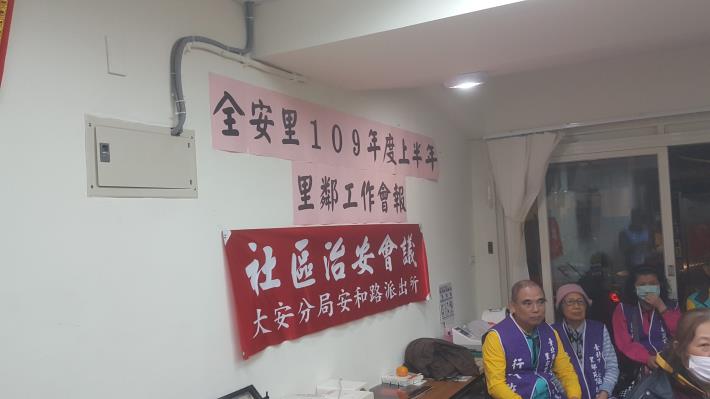 全安里109年度上半年
里鄰工作會報
社區治安會議
大安分局安和路派出所